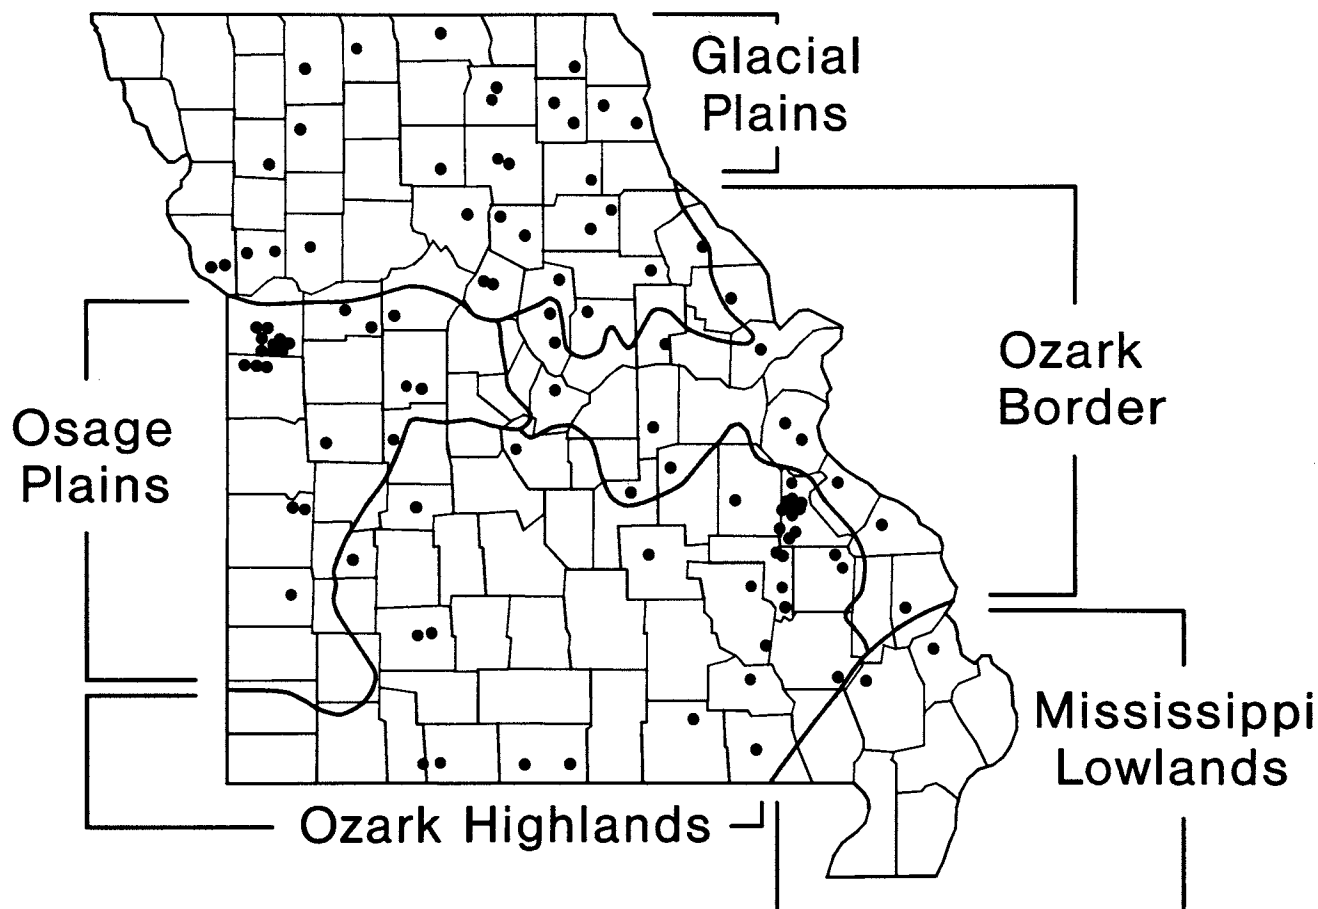 Glacial
Plains
Ozark
Border
Osage
Plains
Mississippi
Lowlands
Ozark Highlands